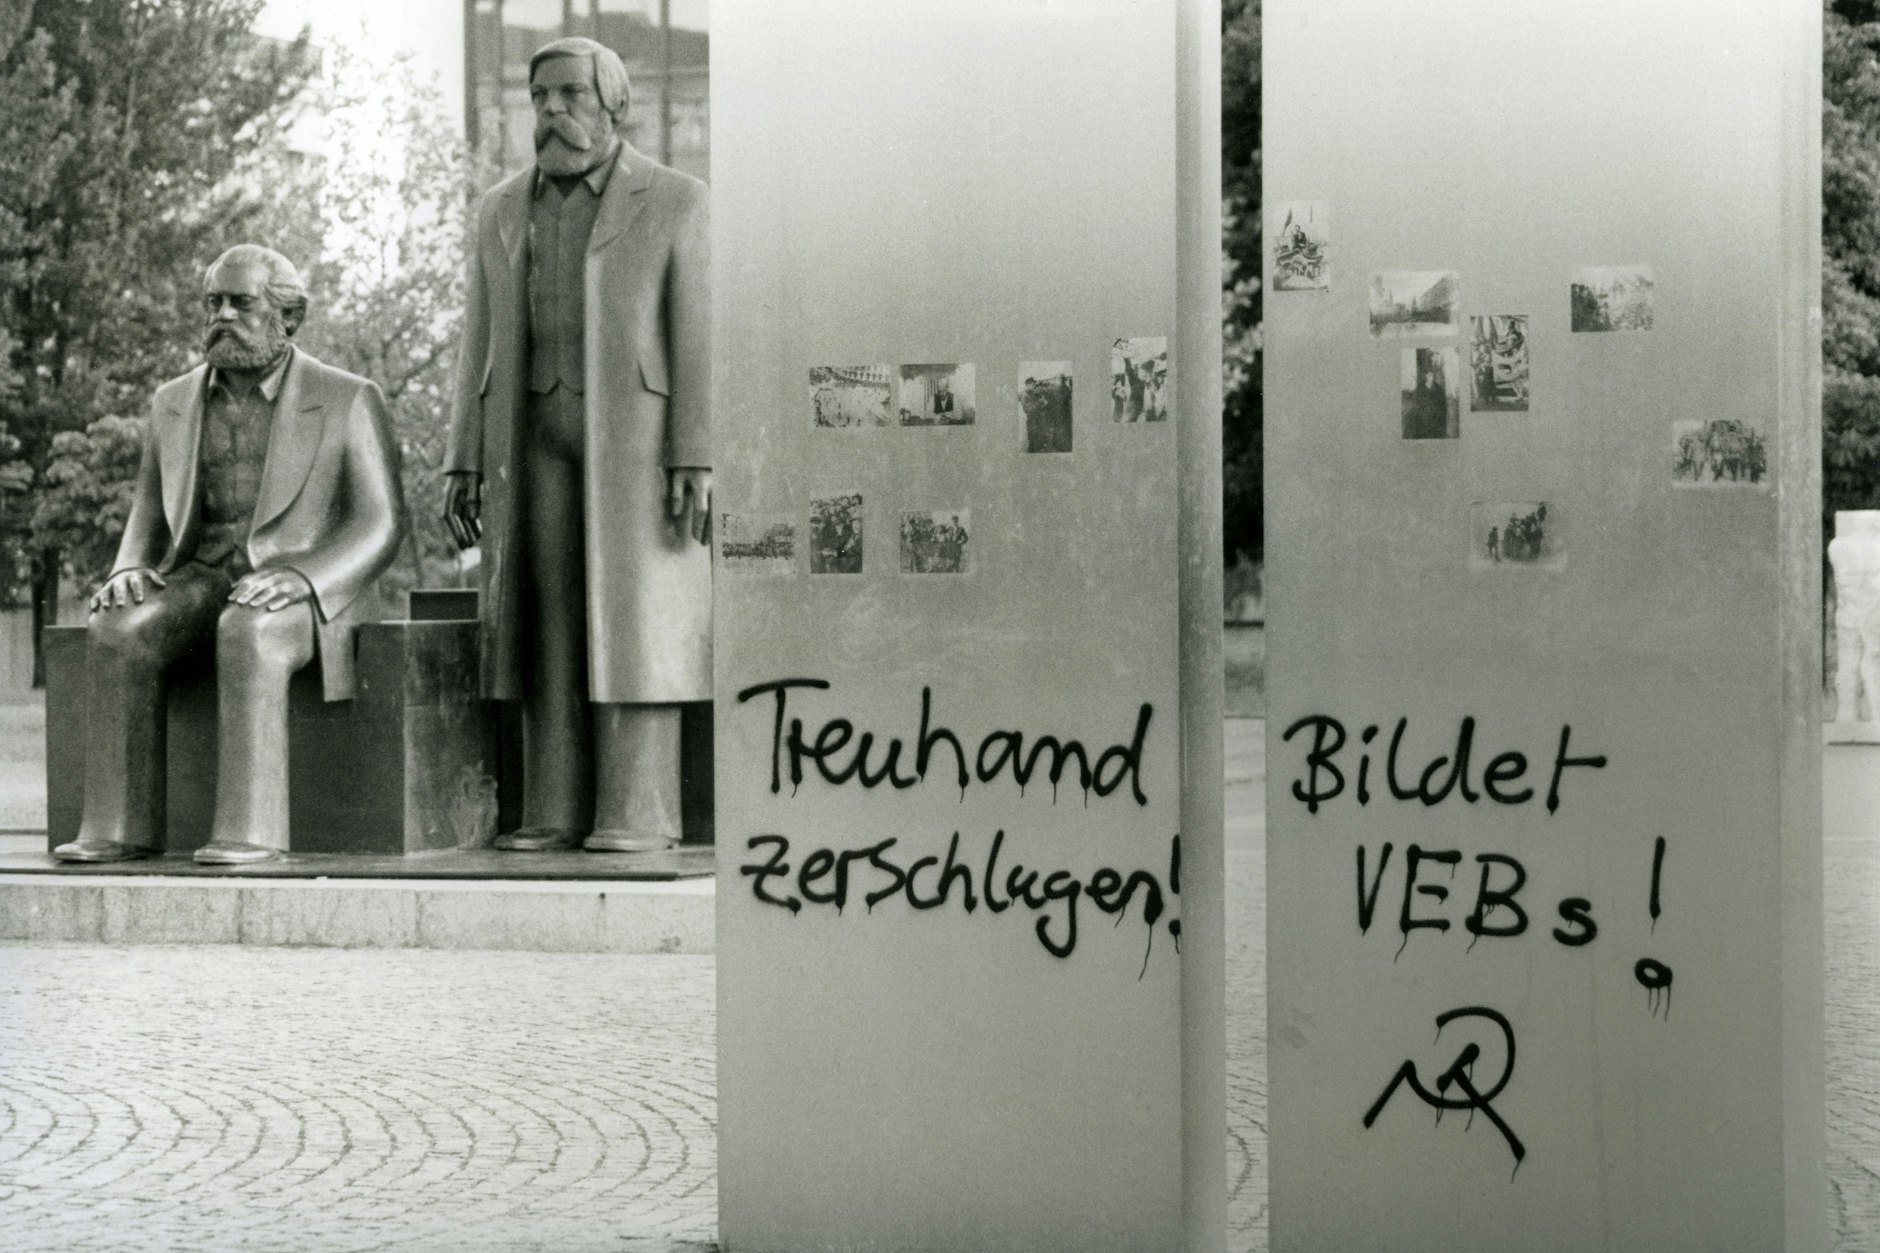 Treuhand
zerschlagen!
Bildet
VEBs!